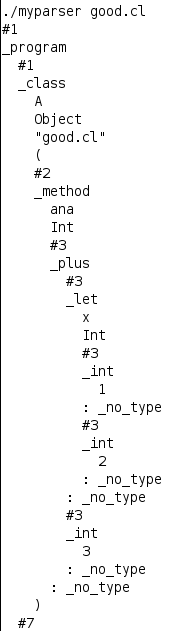 ./myparser good.cl
#1
_program
  #1
  _class
    A
    Object
    "good.cl"
    (
    #2
    _method
      ana
      Int
      #3
      _plus
        #3
        _let
          x
          Int
          #3
          _int
            1
          : _no_type
          #3
          _int
            2
          : _no_type
        : _no_type
        #3
        _int
          3
        : _no_type
      : _no_type
    )
  #7